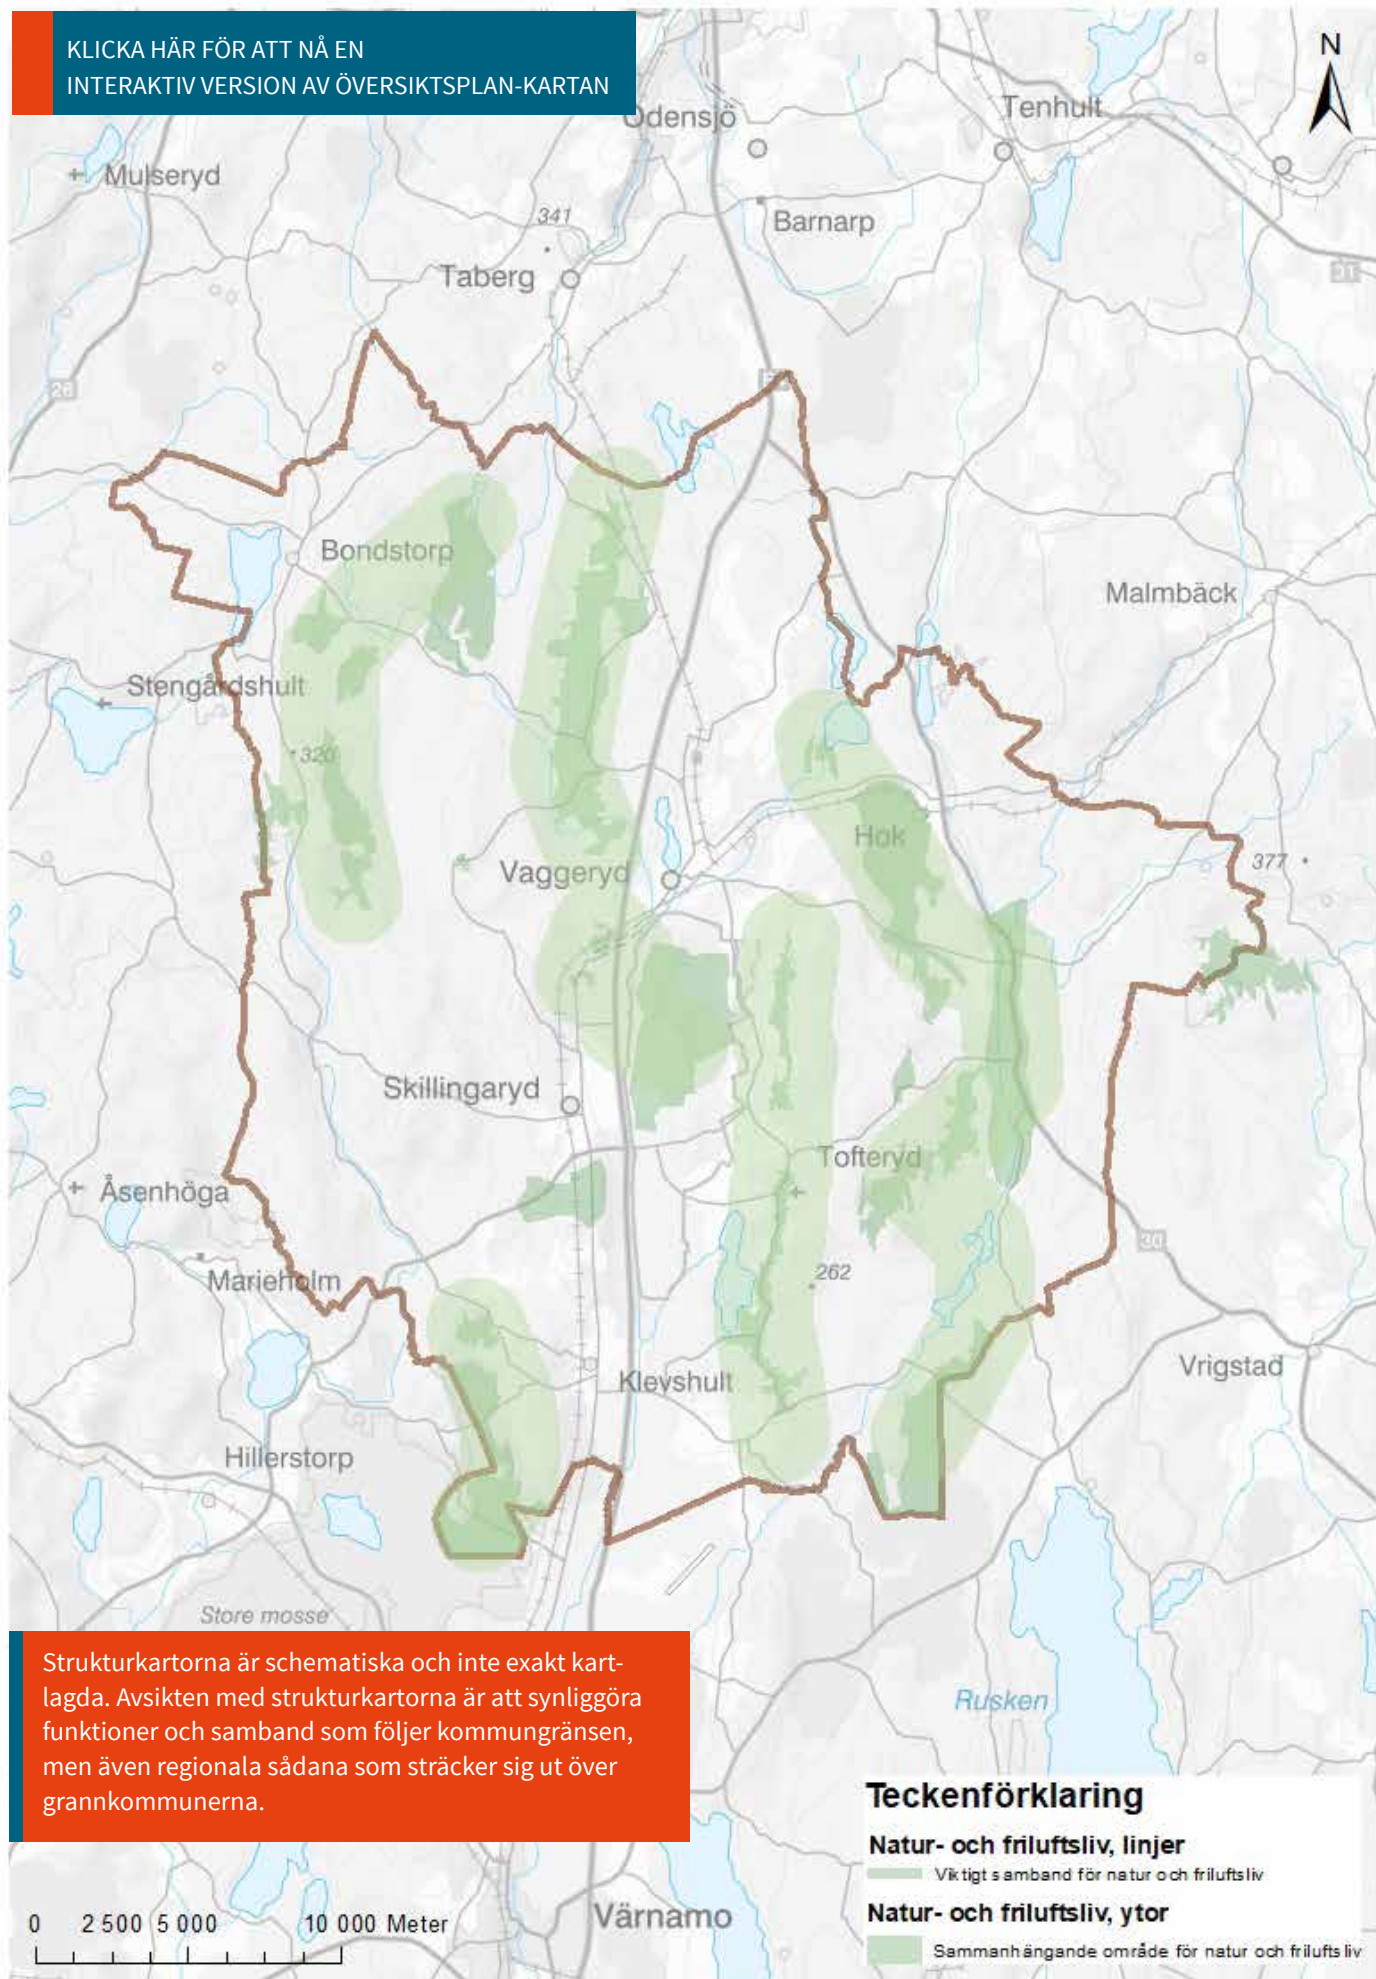 KLICKA HÄR FÖR ATT NÅ EN
INTERAKTIV VERSION AV ÖVERSIKTSPLAN-KARTAN
N
Odensjö
Tenhult
Mulseryd
341
Barnarp
Taberg
31
26
Bondstorp
Malmbäck
Stengårdshult
320
Hok
377
Vaggeryd
Skillingaryd
Tofteryd
Åsenhöga
30
262
Marieholm
Vrigstad
Klevshult
Hillerstorp
Store mosse
Strukturkartorna är schematiska och inte exakt kart-
lagda. Avsikten med strukturkartorna är att synliggöra
funktioner och samband som följer kommungränsen,
men även regionala sådana som sträcker sig ut över
grannkommunerna.
Rusken
Teckenförklaring
Natur- och friluftsliv, linjer
Viktigt samband för natur och friluftsliv
Natur- och friluftsliv, ytor
Sammanhängande område för natur och friluftsliv
Värnamo
0 2 500 5 000 10 000 Meter